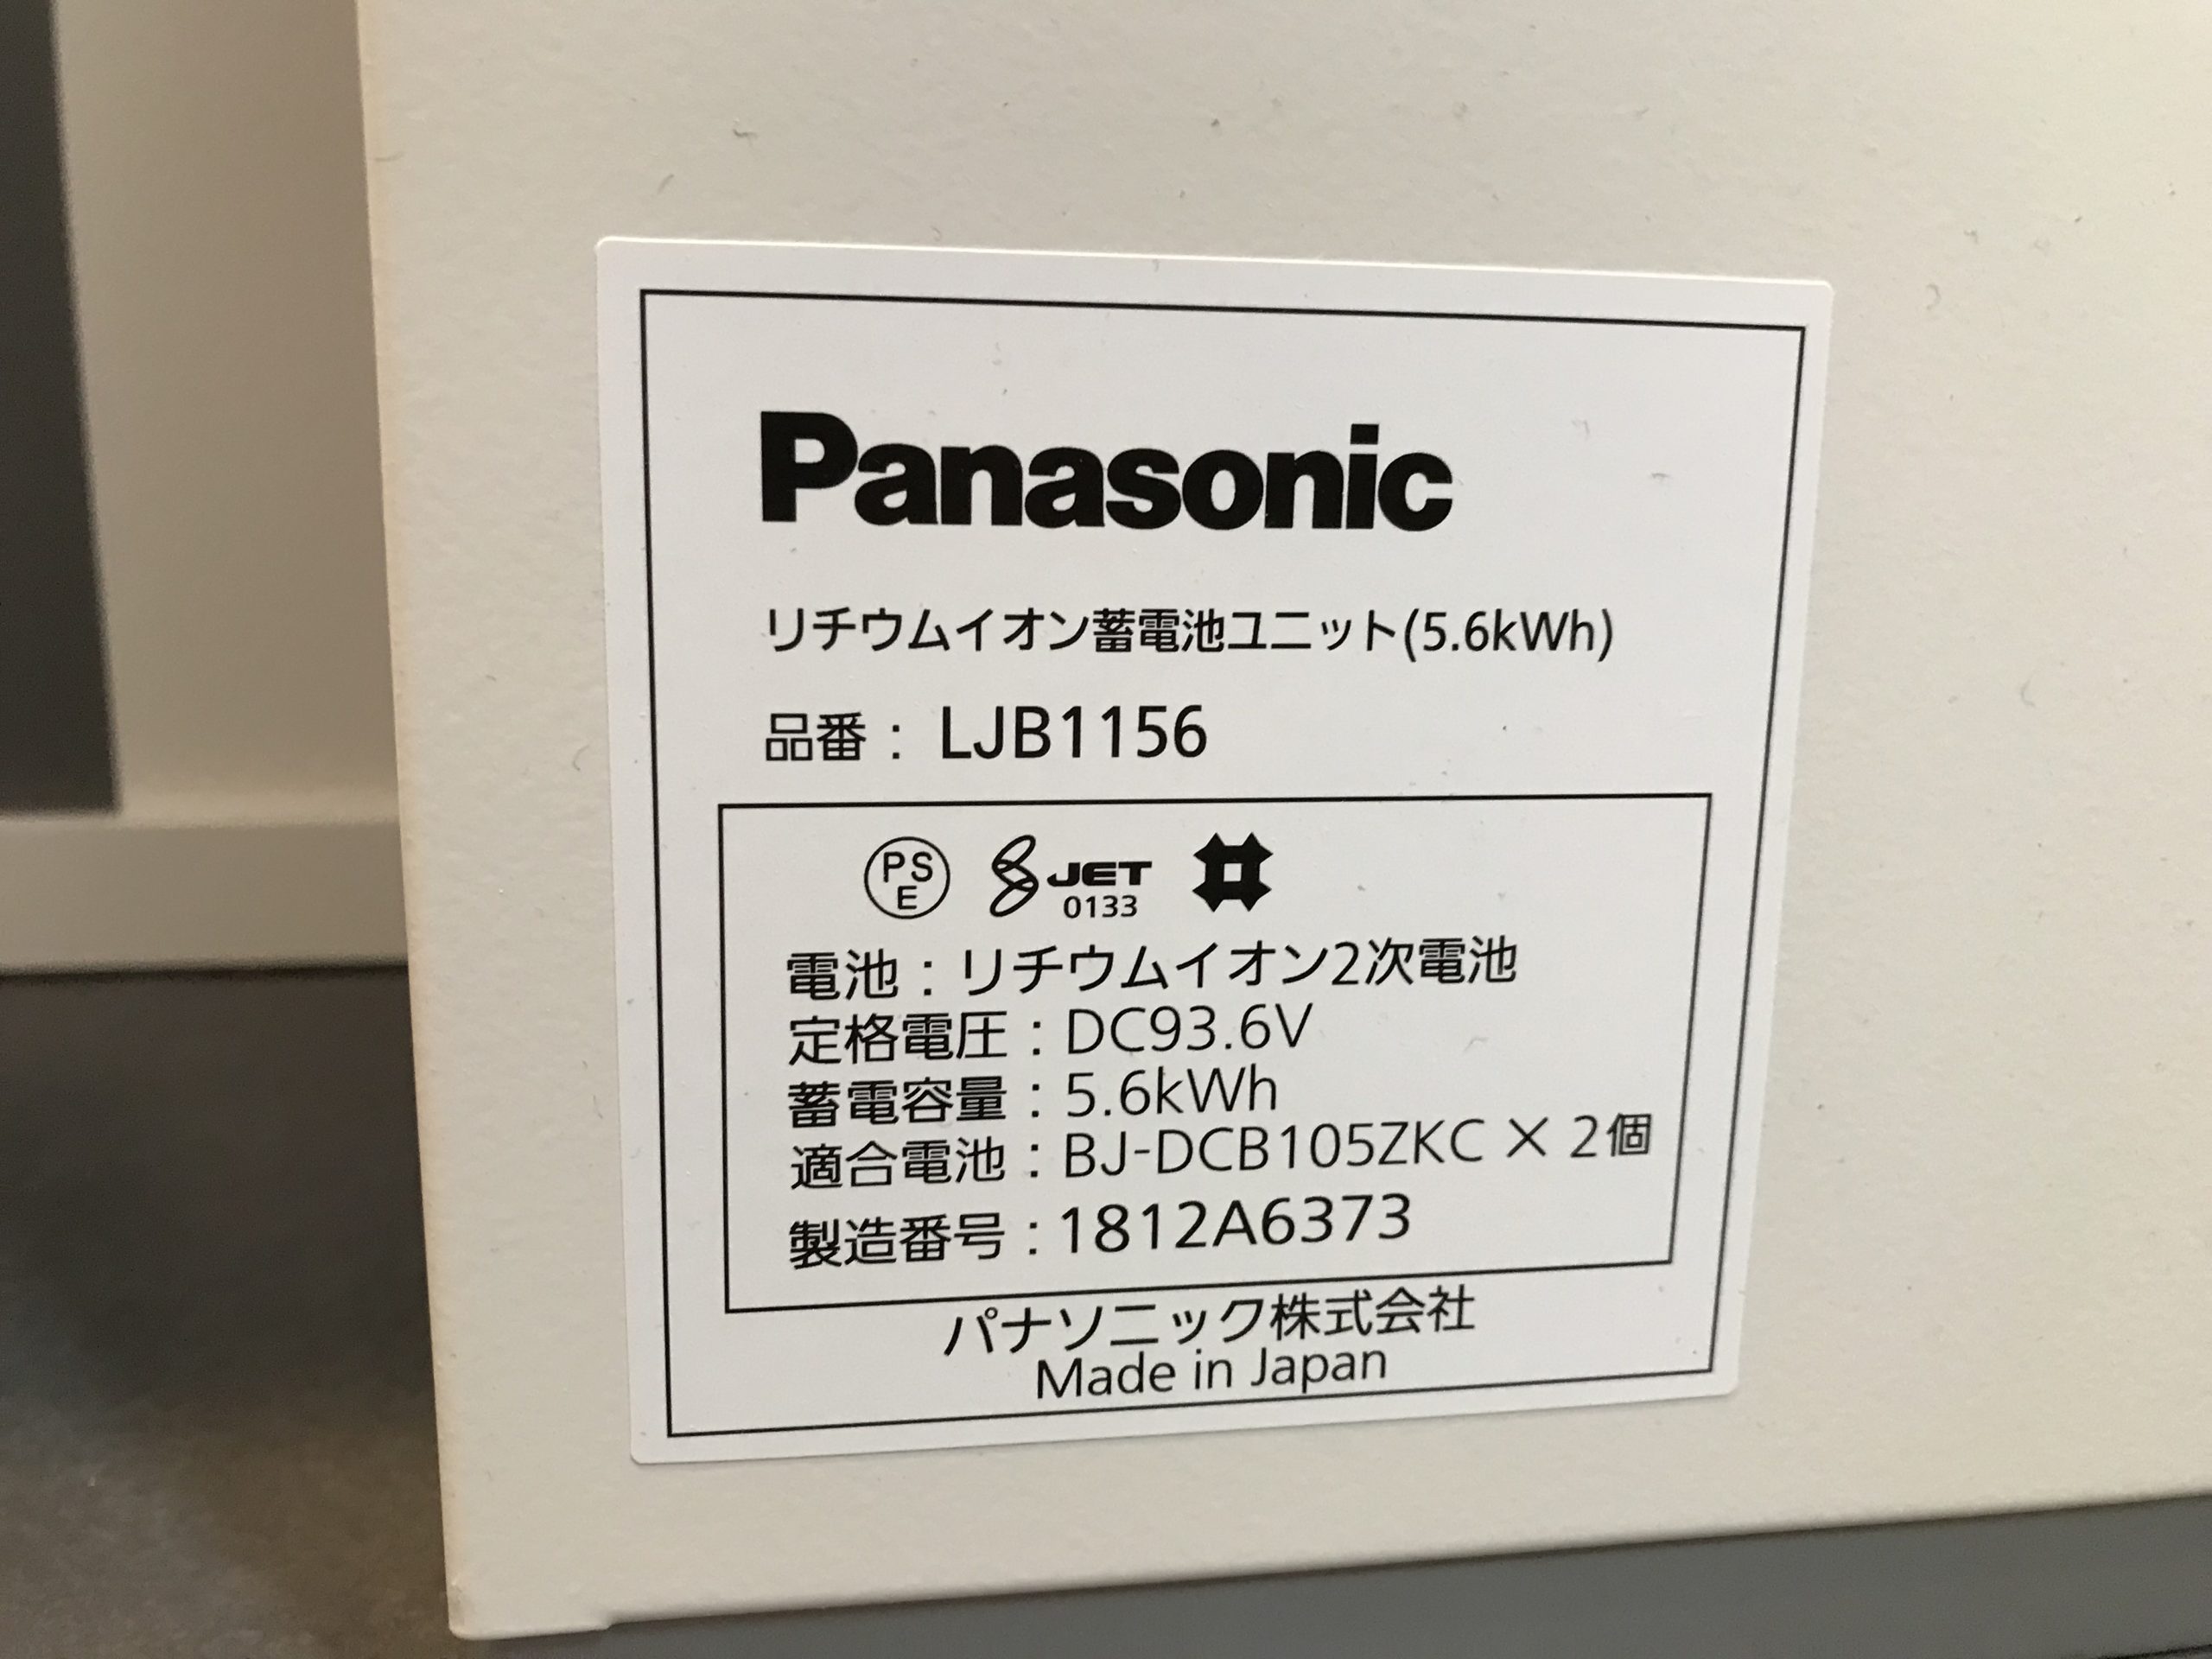 Panasonic
リチウムイオン蓄電池ユニット(5.6kWh)
品番： LJB1156
PS E JET
0133
電池：リチウムイオン2次電池
定格電圧：DC93.6V
蓄電容量：5.6kWh
適合電池：BJ-DCB105ZKC × 2個
製造番号：1812A6373
パナソニック株式会社
Made in Japan